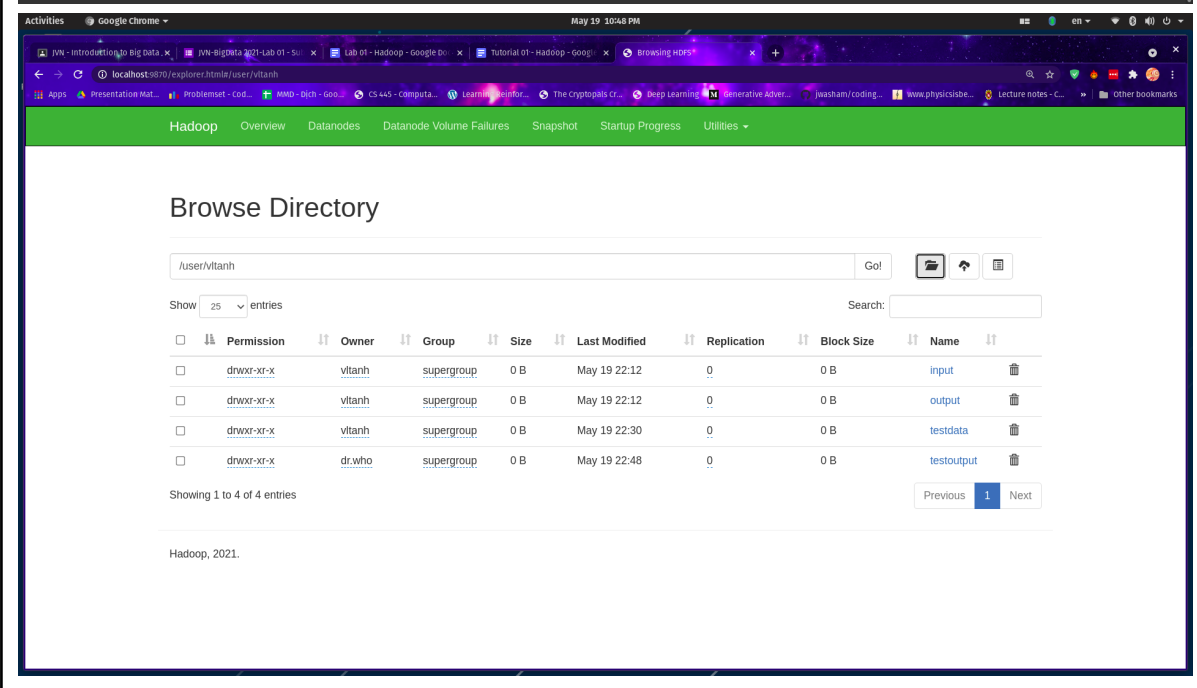 Activities Google Chrome May 19 10:48 PM en
JVN - Introduction to Big Data JVN-BigData 2021-Lab 01 - Su Lab 01 - Hadoop - Google Do Tutorial 01 - Hadoop - Googl Browsing HDFS
localhost:9870/explorer.html#/user/vltanh
Apps Presentation Mat... Problemset - Cod... MMD - Dịch - Goo... CS 445 - Computa... Learning Reinfor... The Cryptopals Cr... Deep Learning Generative Adver... jwasham/coding... www.physicsisbe... Lecture notes - C... » Other bookmarks
Hadoop Overview Datanodes Datanode Volume Failures Snapshot Startup Progress Utilities
Browse Directory
/user/vltanh Go!
Show 25 entries Search:
Permission Owner Group Size Last Modified Replication Block Size Name
drwxr-xr-x vltanh supergroup 0 B May 19 22:12 0 0 B input
drwxr-xr-x vltanh supergroup 0 B May 19 22:12 0 0 B output
drwxr-xr-x vltanh supergroup 0 B May 19 22:30 0 0 B testdata
drwxr-xr-x dr.who supergroup 0 B May 19 22:48 0 0 B testoutput
Showing 1 to 4 of 4 entries Previous 1 Next
Hadoop, 2021.